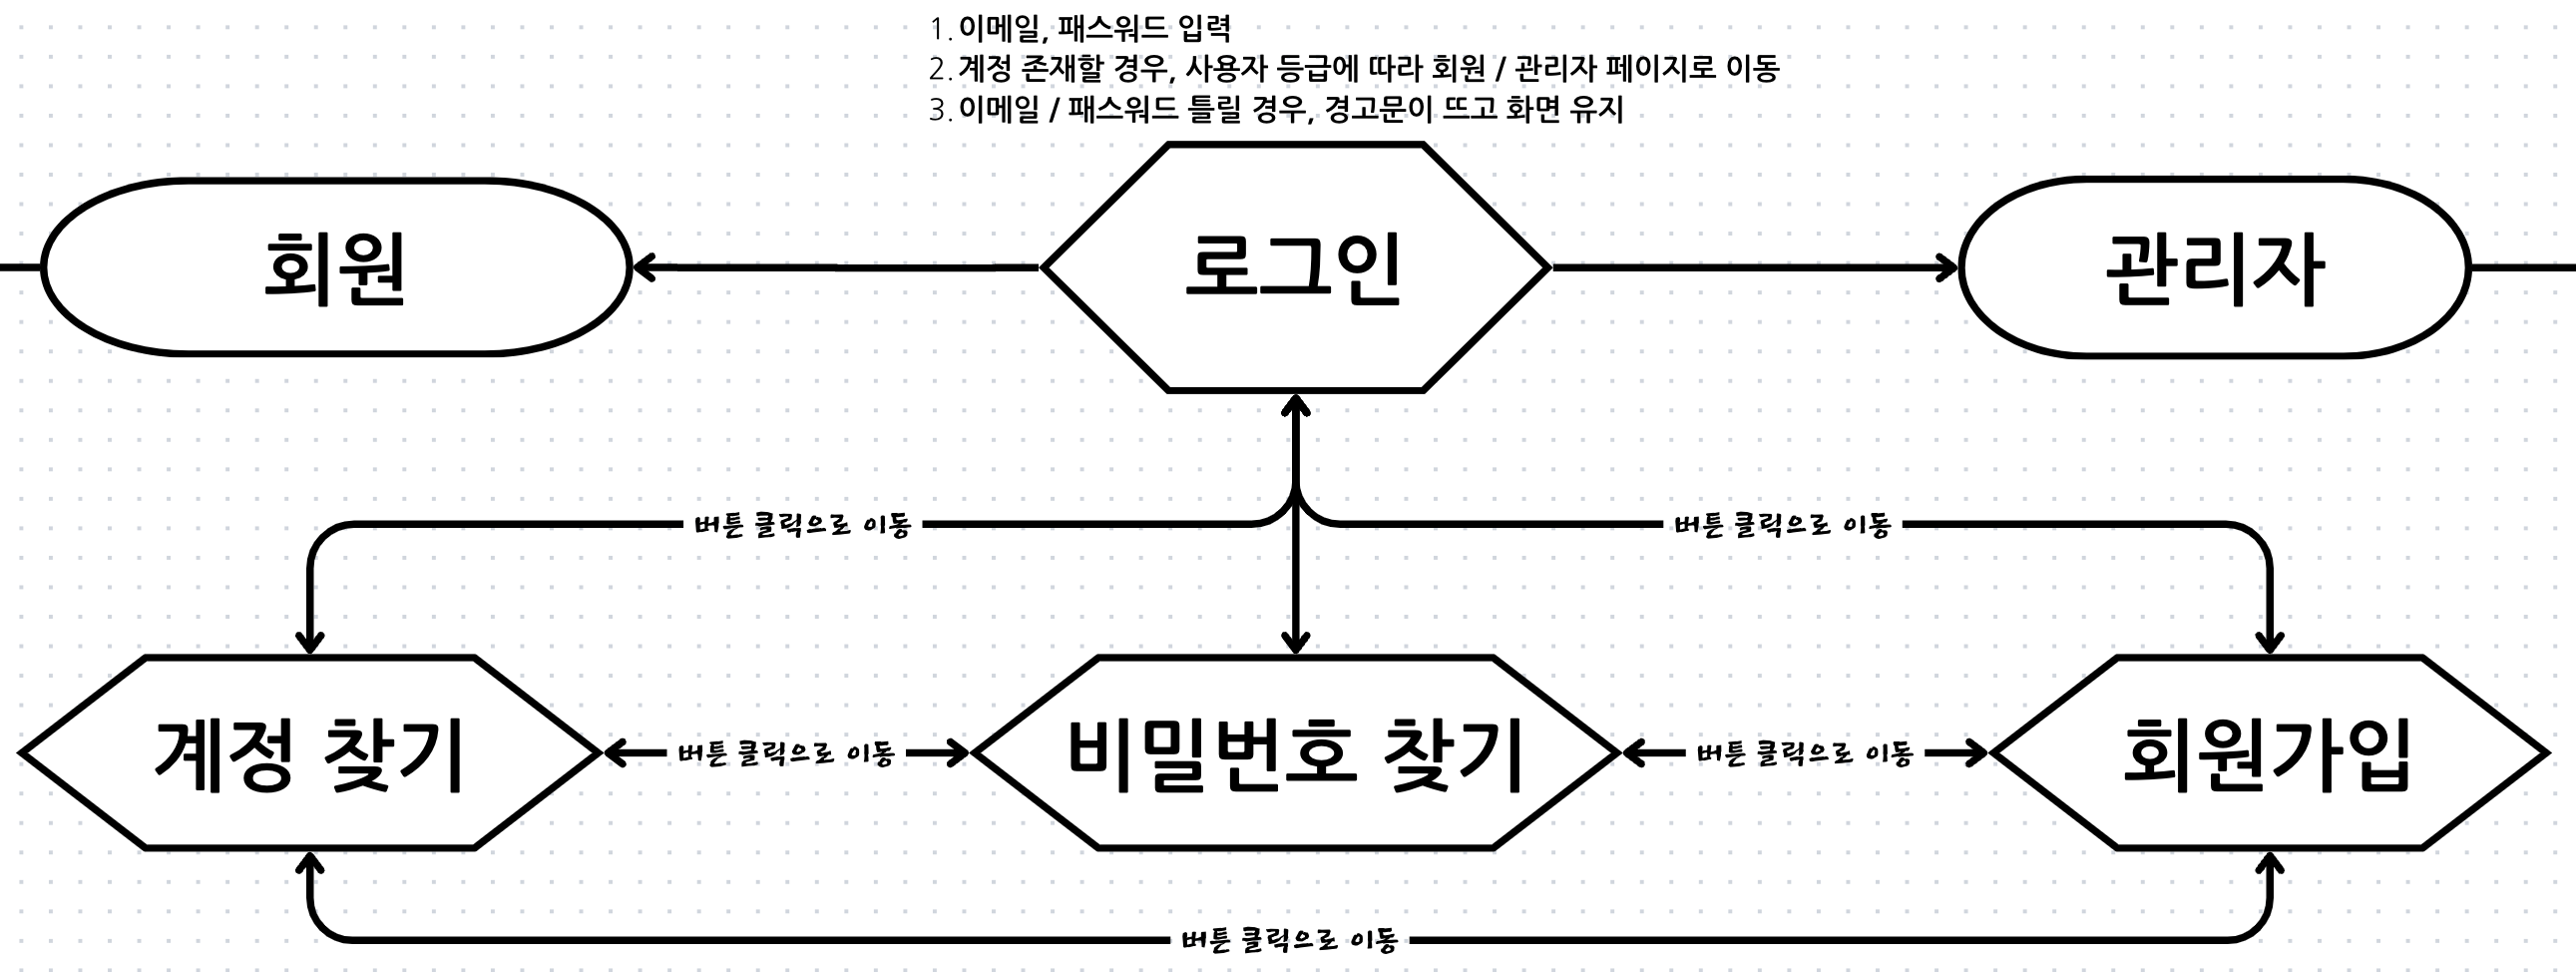 1. 이메일, 패스워드 입력
2. 계정 존재할 경우, 사용자 등급에 따라 회원 / 관리자 페이지로 이동
3. 이메일 / 패스워드 틀릴 경우, 경고문이 뜨고 화면 유지
회원
로그인
관리자
버튼 클릭으로 이동
버튼 클릭으로 이동
계정 찾기
버튼 클릭으로 이동
비밀번호 찾기
버튼 클릭으로 이동
회원가입
버튼 클릭으로 이동